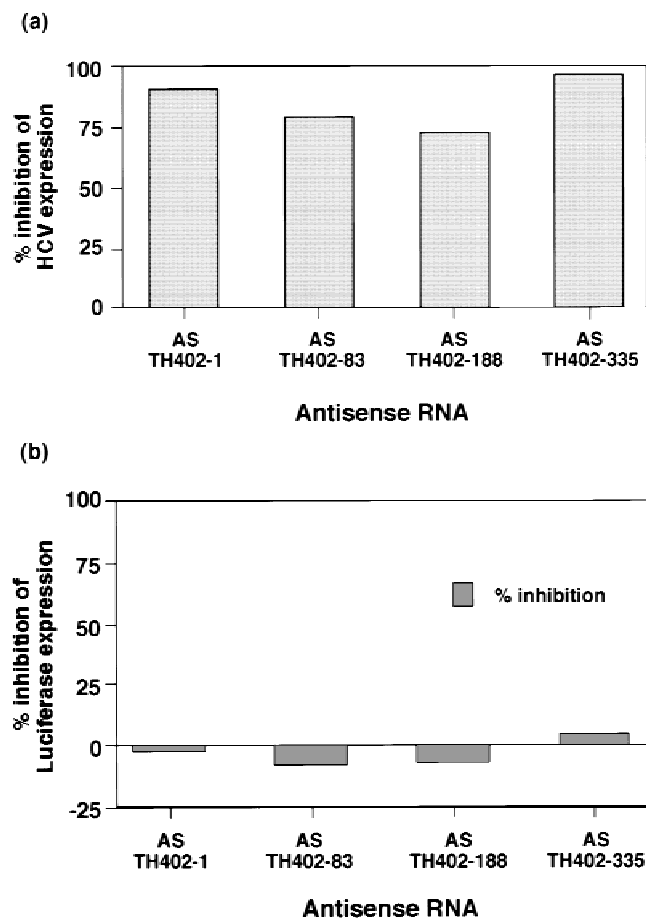 (a)
% inhibition of
HCV expression
100
75
50
25
0
AS
TH402-1
AS
TH402-83
AS
TH402-188
AS
TH402-335
Antisense RNA
(b)
% inhibition of
Luciferase expression
100
75
50
25
0
-25
% inhibition
AS
TH402-1
AS
TH402-83
AS
TH402-188
AS
TH402-335
Antisense RNA